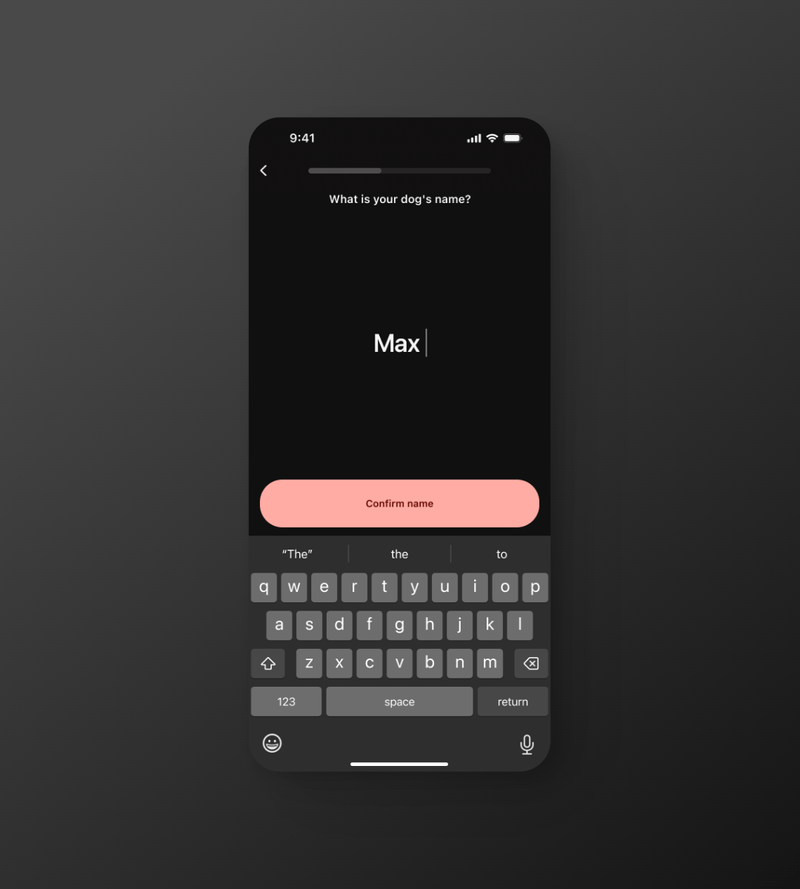 9:41
What is your dog's name?
Max
Confirm name
“The” the to
q w e r t y u i o p
a s d f g h j k l
z x c v b n m
123 space return